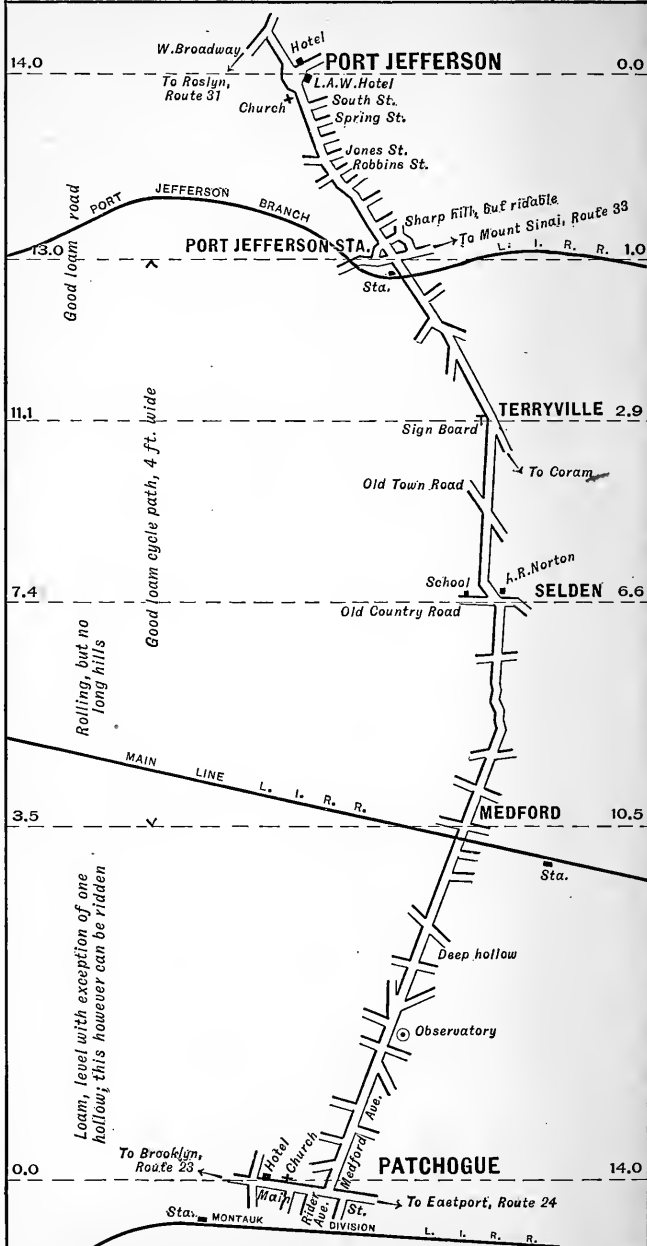 W. Broadway
Hotel
PORT JEFFERSON
14.0
0.0
To Roslyn,
Route 31
L.A.W. Hotel
Church
South St.
Spring St.
Jones St.
Robbins St.
PORT JEFFERSON BRANCH
Good loam road
Sharp hill, but ridable
To Mount Sinai, Route 33
PORT JEFFERSON STA.
L. I. R. R.
13.0
1.0
Sta.
TERRYVILLE
11.1
2.9
Sign Board
To Coram
Good loam cycle path, 4 ft. wide
Old Town Road
School
A.R.Norton
7.4
SELDEN
6.6
Old Country Road
Rolling, but no
long hills
MAIN LINE L. I. R. R.
MEDFORD
3.5
10.5
Sta.
Deep hollow
Observatory
Loam, level with exception of one
hollow; this however can be ridden
Medford Ave.
To Brooklyn,
Route 23
Hotel
Church
PATCHOGUE
0.0
14.0
Main St.
Rider
Ave.
To Eastport, Route 24
Sta.
MONTAUK DIVISION L. I. R. R.